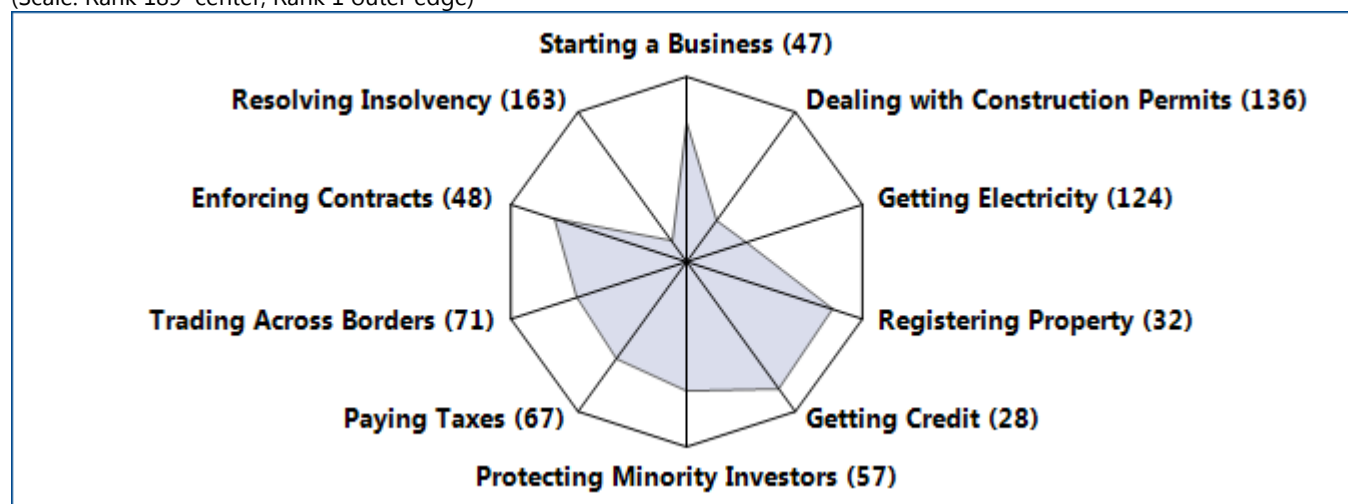 (Scale: Rank 189 center, Rank 1 outer edge)
Starting a Business (47)
Resolving Insolvency (163)
Dealing with Construction Permits (136)
Enforcing Contracts (48)
Getting Electricity (124)
Trading Across Borders (71)
Registering Property (32)
Paying Taxes (67)
Getting Credit (28)
Protecting Minority Investors (57)